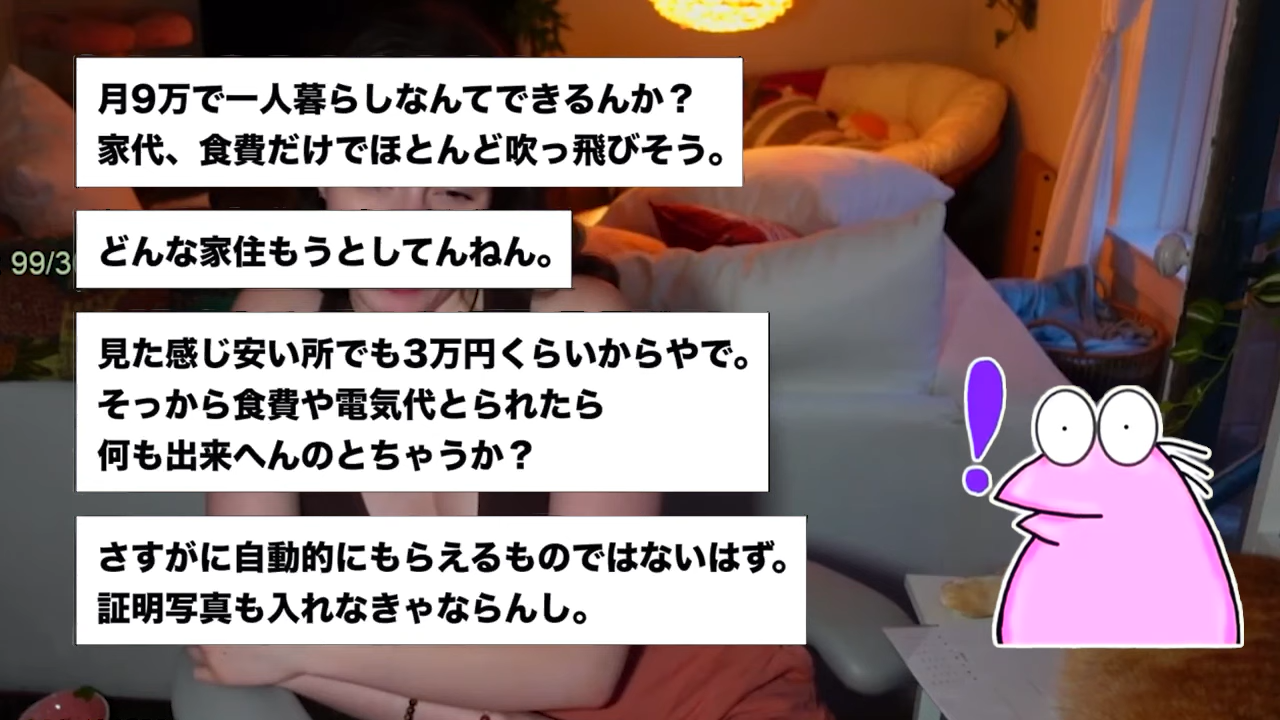 月9万で一人暮らしなんてできるんか？
家代、食費だけでほとんど吹っ飛びそう。
どんな家住もうとしてんねん。
99/3
見た感じ安い所でも3万円くらいからやで。
そっから食費や電気代とられたら
何も出来へんのとちゃうか？
さすがに自動的にもらえるものではないはず。
証明写真も入れなきゃならんし。